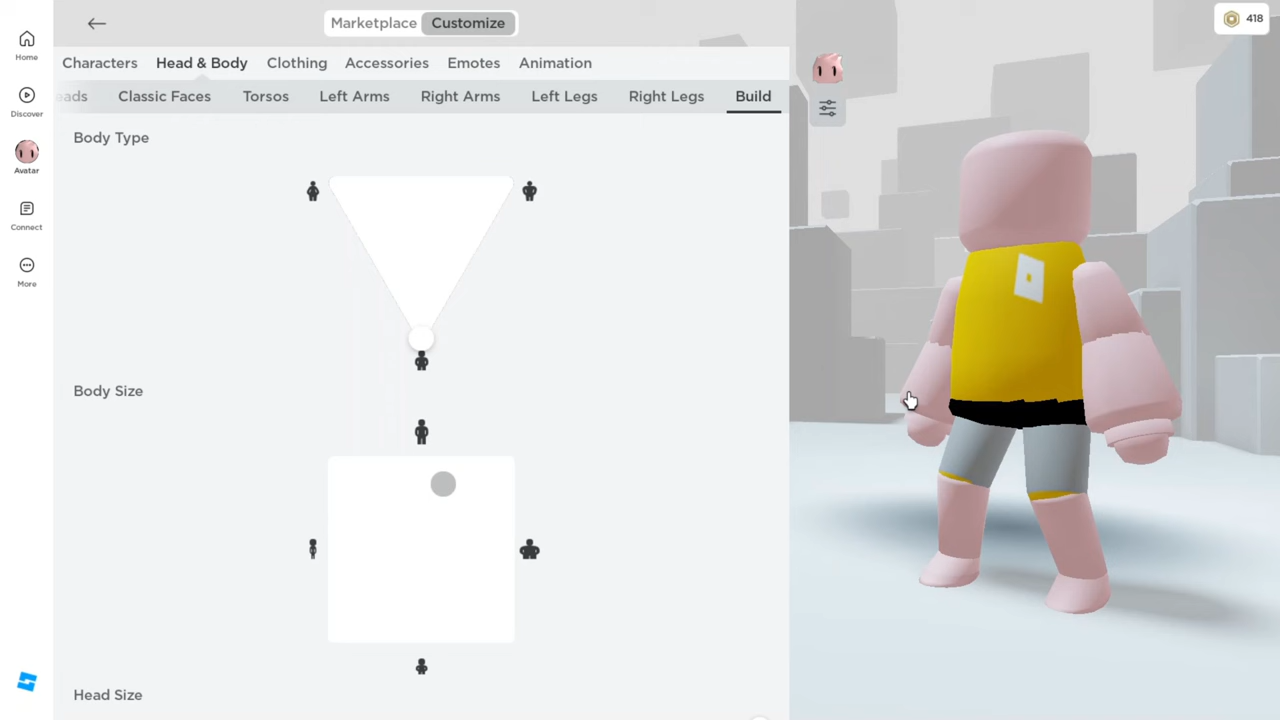 Marketplace Customize
418
Home
Discover
Avatar
Connect
More
Characters Head & Body Clothing Accessories Emotes Animation
eads Classic Faces Torsos Left Arms Right Arms Left Legs Right Legs Build
Body Type
Body Size
Head Size